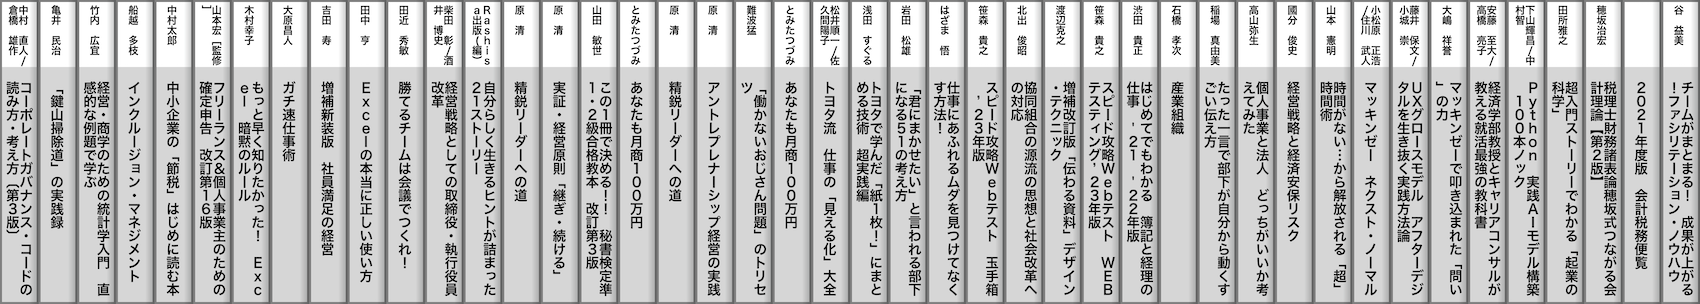 谷　益美
チームがまとまる！　成果が上がる
！ファシリテーション・ノウハウ
２０２１年度版　会計税務便覧
穂坂治宏
税理士財務諸表論穂坂式つながる会
計理論【第２版】
田所雅之
超入門ストーリーでわかる「起業の
科学」
下山輝昌／中
村智
Ｐｙｔｈｏｎ　実践ＡＩモデル構築
　１００本ノック
安藤　至大／
高橋　亮子
経済学部教授とキャリアコンサルが
教える就活最強の教科書
大嶋　祥誉
マッキンゼーで叩き込まれた「問い
」の力
藤井　保文／
小城　崇
ＵＸグロースモデル　アフターデジ
タルを生き抜く実践方法論
小松原　正浩
／住川　武人
マッキンゼー　ネクスト・ノーマル
山本　憲明
時間がない…から解放される「超」
時間術
國分　俊史
経営戦略と経済安保リスク
高山弥生
個人事業と法人　どっちがいいか考
えてみた
稲場　真由美
たった一言で部下が自分から動くす
ごい伝え方
石橋　孝次
産業組織
渋田　貴正
はじめてでもわかる　簿記と経理の
仕事　’２１－’２２年版
笹森　貴之
スピード攻略Ｗｅｂテスト　ＷＥＢ
テスティング’２３年版
渡辺克之
増補改訂版「伝わる資料」デザイン
・テクニック
北出　俊昭
協同組合の源流の思想と社会改革へ
の対応
笹森　貴之
スピード攻略Ｗｅｂテスト　玉手箱
　’２３年版
はざま　悟
仕事にあふれるムダを見つけてなく
す方法！
岩田　松雄
「君にまかせたい」と言われる部下
になる５１の考え方
浅田　すぐる
トヨタで学んだ「紙１枚！」にまと
める技術　超実践編
松井順一／佐
久間陽子
トヨタ流　仕事の「見える化」大全
とみたつづみ
あなたも月商１００万円
難波猛
「働かないおじさん問題」のトリセ
ツ
原　清
アントレプレナーシップ経営の実践
原　清
精鋭リーダーへの道
とみたつづみ
あなたも月商１００万円
山田　敏世
この１冊で決める！！　秘書検定準
１・２級合格教本　改訂第３版
原　清
実証・経営原則「継ぎ・続ける」
原　清
精鋭リーダーへの道
Ｒａｓｈｉｓ
ａ出版（編）
自分らしく生きるヒントが詰まった
２１ストーリー
柴田　彰／酒
井　博史
経営戦略としての取締役・執行役員
改革
田近　秀敏
勝てるチームは会議でつくれ！
田中　亨
Ｅｘｃｅｌの本当に正しい使い方
吉田　寿
増補新装版　社員満足の経営
大原昌人
ガチ速仕事術
木村幸子
もっと早く知りたかった！　Ｅｘｃ
ｅｌ　暗黙のルール
山本宏【監修
】
フリーランス＆個人事業主のための
確定申告　改訂第１６版
中村太郎
中小企業の「節税」はじめに読む本
船越　多枝
インクルージョン・マネジメント
竹内　広宜
経営・商学のための統計学入門　直
感的な例題で学ぶ
亀井　民治
「鍵山掃除道」の実践録
中村　直人／
倉橋　雄作
コーポレートガバナンス・コードの
読み方・考え方〔第３版〕